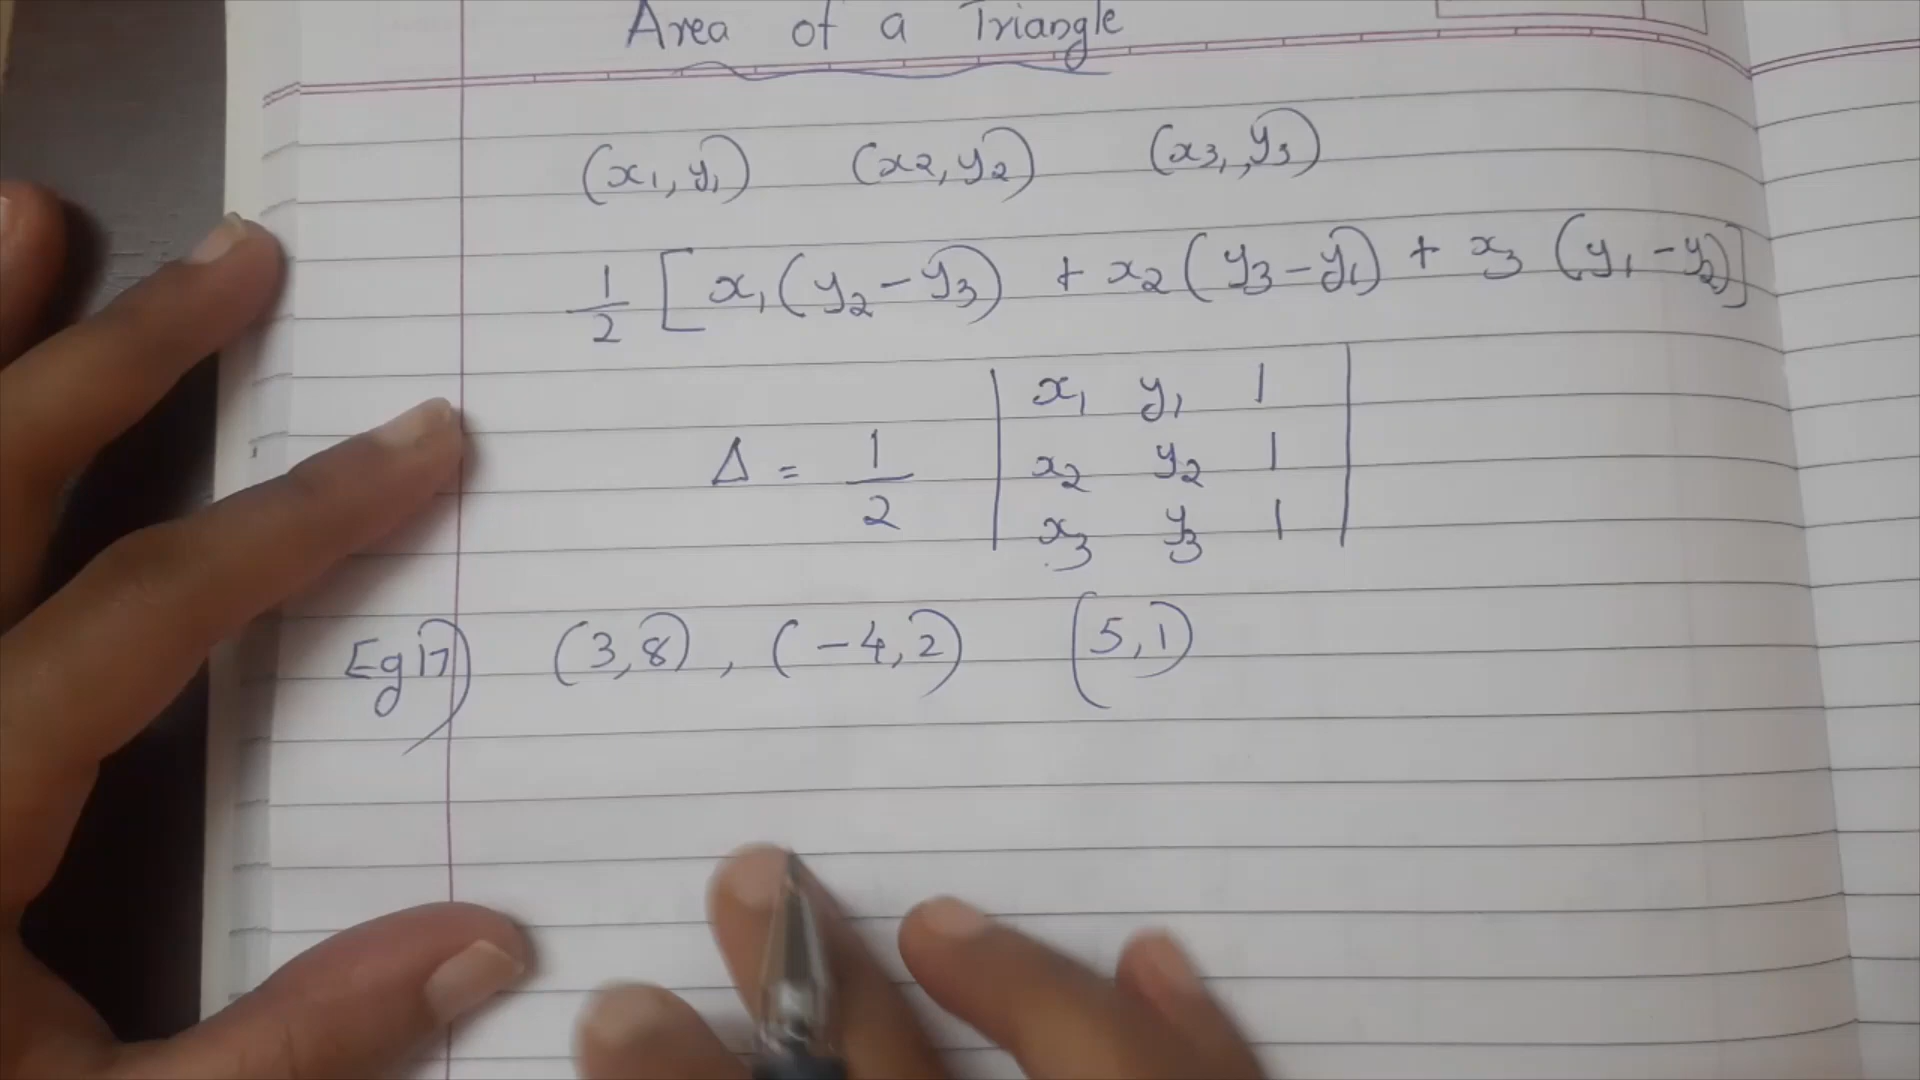 Area of a Triangle
(x₁, y₁) (x₂, y₂) (x₃, y₃)
1/2 [x₁(y₂ − y₃) + x₂(y₃ − y₁) + x₃(y₁ − y₂)]
Δ = 1/2 | x₁ y₁ 1 |
| x₂ y₂ 1 |
| x₃ y₃ 1 |
Eg 17) (3,8), (−4,2) (5,1)